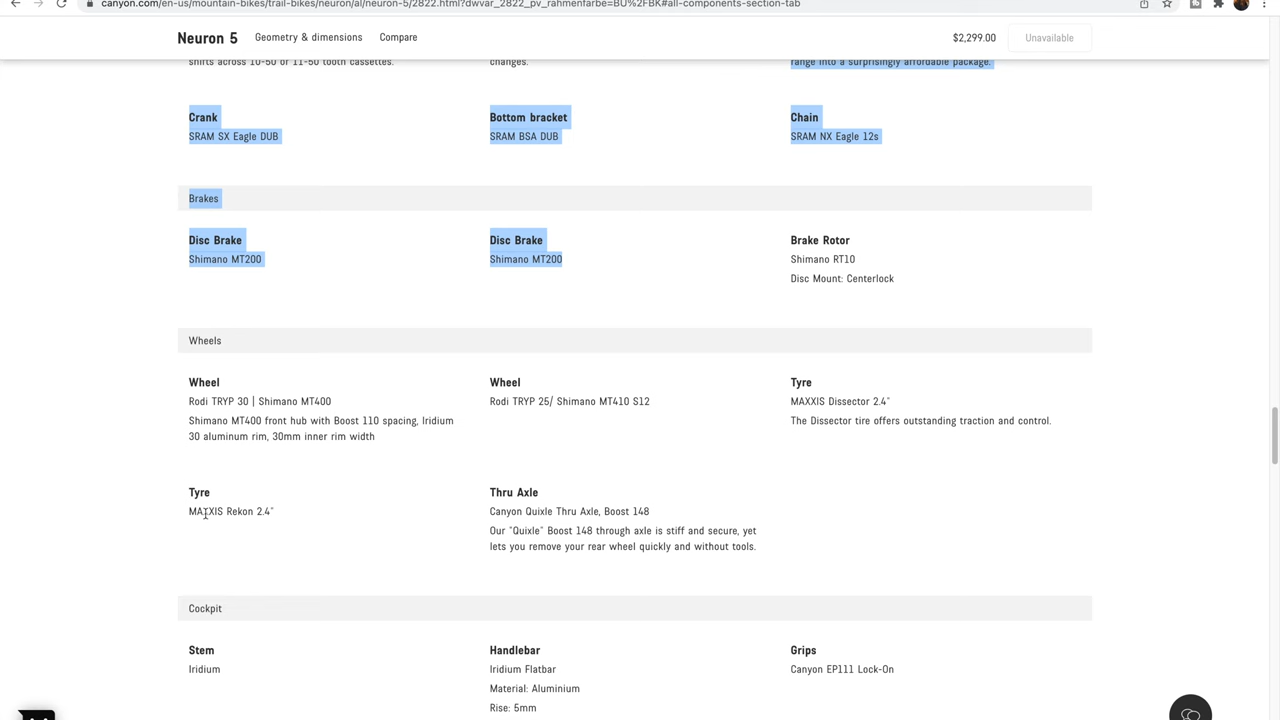 canyon.com/en-us/mountain-bikes/trail-bikes/neuron/al/neuron-5/2822.html?dwvar_2822_pv_rahmenfarbe=BU%2FBK#all-components-section-tab
Neuron 5
Geometry & dimensions
Compare
$2,299.00
Unavailable
shifts across 10-50 or 11-50 tooth cassettes.
changes.
range into a surprisingly affordable package.
Crank
SRAM SX Eagle DUB
Bottom bracket
SRAM BSA DUB
Chain
SRAM NX Eagle 12s
Brakes
Disc Brake
Shimano MT200
Disc Brake
Shimano MT200
Brake Rotor
Shimano RT10
Disc Mount: Centerlock
Wheels
Wheel
Rodi TRYP 30 | Shimano MT400
Shimano MT400 front hub with Boost 110 spacing, Iridium
30 aluminum rim, 30mm inner rim width
Wheel
Rodi TRYP 25/ Shimano MT410 S12
Tyre
MAXXIS Dissector 2.4"
The Dissector tire offers outstanding traction and control.
Tyre
MAXXIS Rekon 2.4"
Thru Axle
Canyon Quixle Thru Axle, Boost 148
Our "Quixle" Boost 148 through axle is stiff and secure, yet
lets you remove your rear wheel quickly and without tools.
Cockpit
Stem
Iridium
Handlebar
Iridium Flatbar
Material: Aluminium
Rise: 5mm
Grips
Canyon EP111 Lock-On